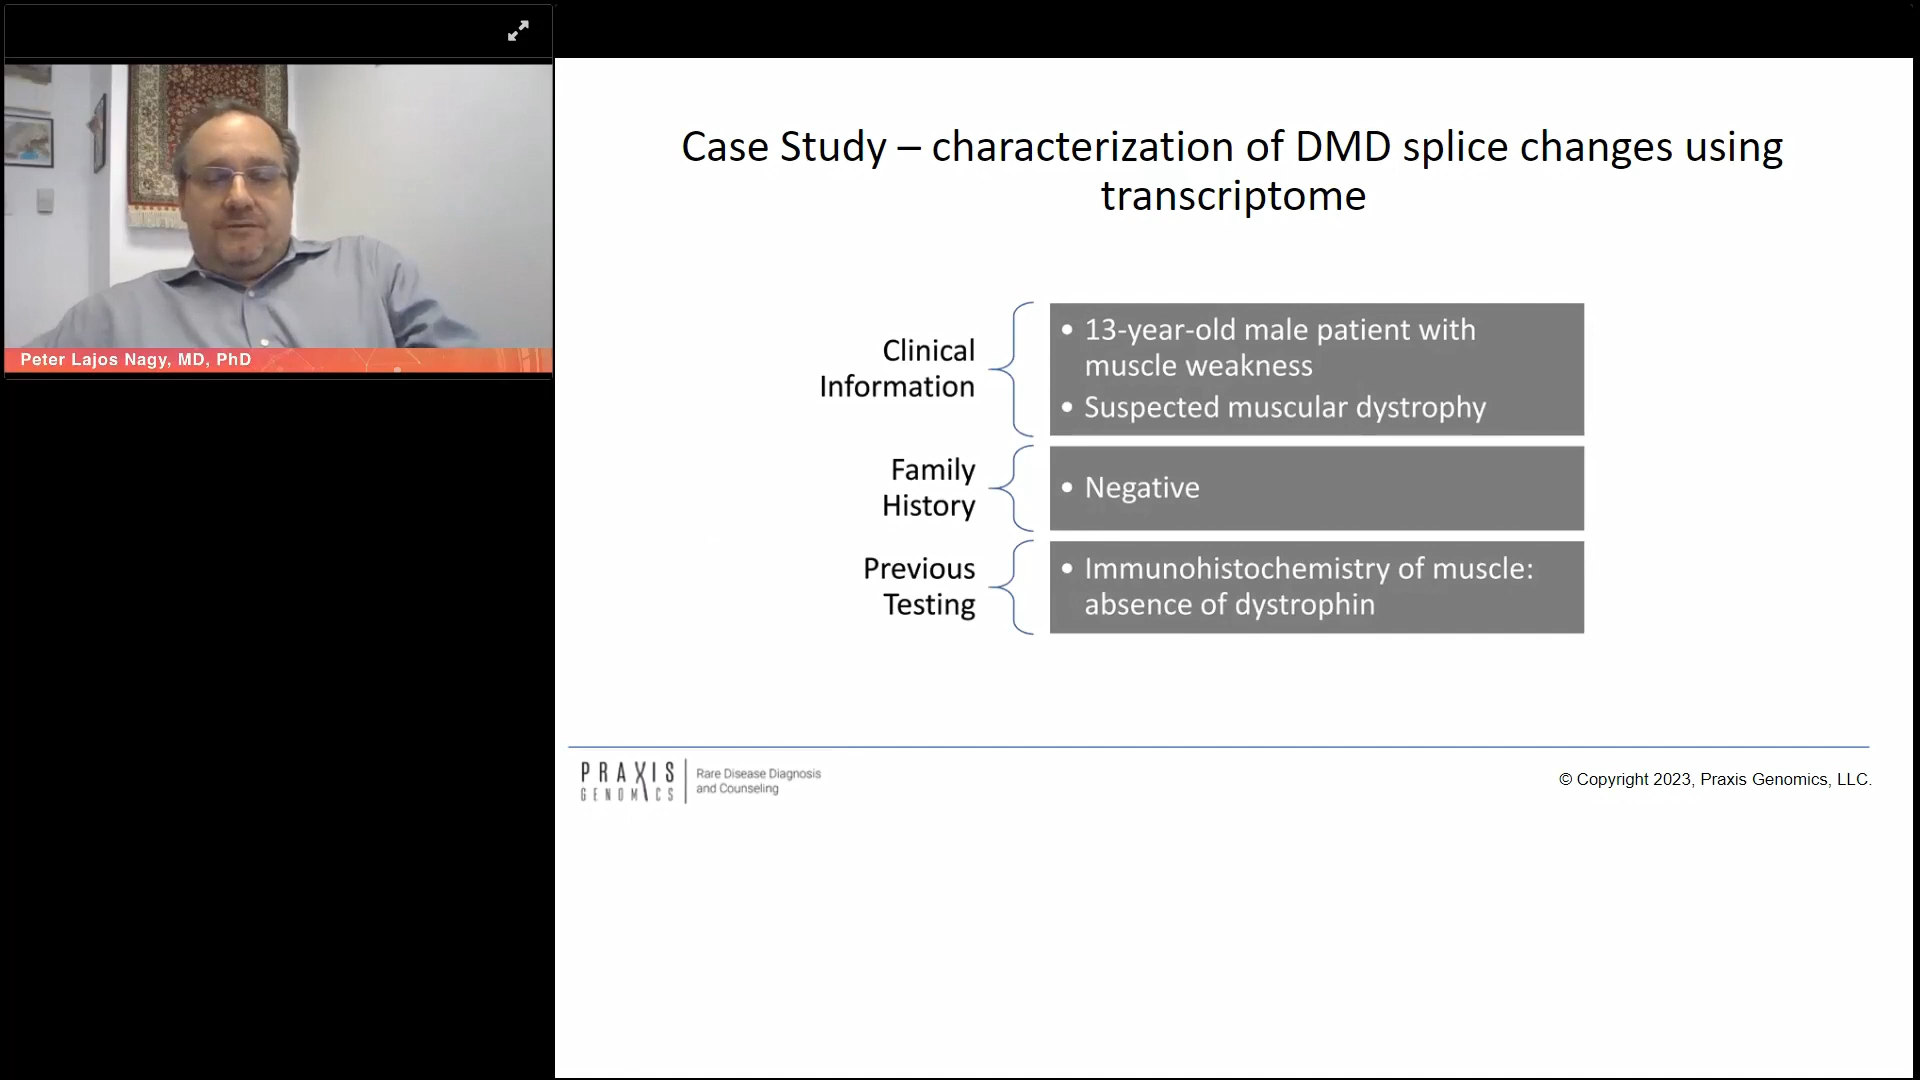 Peter Lajos Nagy, MD, PhD
Case Study – characterization of DMD splice changes using
transcriptome
Clinical
Information
• 13-year-old male patient with
muscle weakness
• Suspected muscular dystrophy
Family
History
• Negative
Previous
Testing
• Immunohistochemistry of muscle:
absence of dystrophin
PRAXIS
GENOMICS
Rare Disease Diagnosis
and Counseling
© Copyright 2023, Praxis Genomics, LLC.